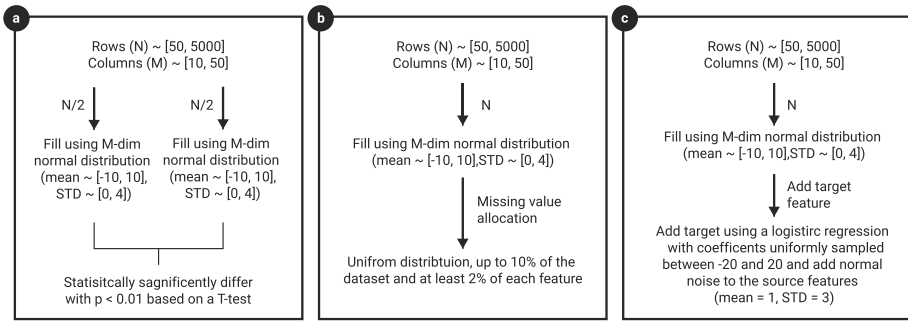 a
Rows (N) ~ [50, 5000]
Columns (M) ~ [10, 50]
N/2
N/2
Fill using M-dim
normal distribution
(mean ~ [-10, 10],
STD ~ [0, 4])
Fill using M-dim
normal distribution
(mean ~ [-10, 10],
STD ~ [0, 4])
Statisitcally sagnificently differ
with p < 0.01 based on a T-test
b
Rows (N) ~ [50, 5000]
Columns (M) ~ [10, 50]
N
Fill using M-dim normal distribution
(mean ~ [-10, 10],STD ~ [0, 4])
Missing value
allocation
Unifrom distribtuion, up to 10% of the
dataset and at least 2% of each feature
c
Rows (N) ~ [50, 5000]
Columns (M) ~ [10, 50]
N
Fill using M-dim normal distribution
(mean ~ [-10, 10],STD ~ [0, 4])
Add target
feature
Add target using a logistirc regression
with coefficents uniformly sampled
between -20 and 20 and add normal
noise to the source features
(mean = 1, STD = 3)